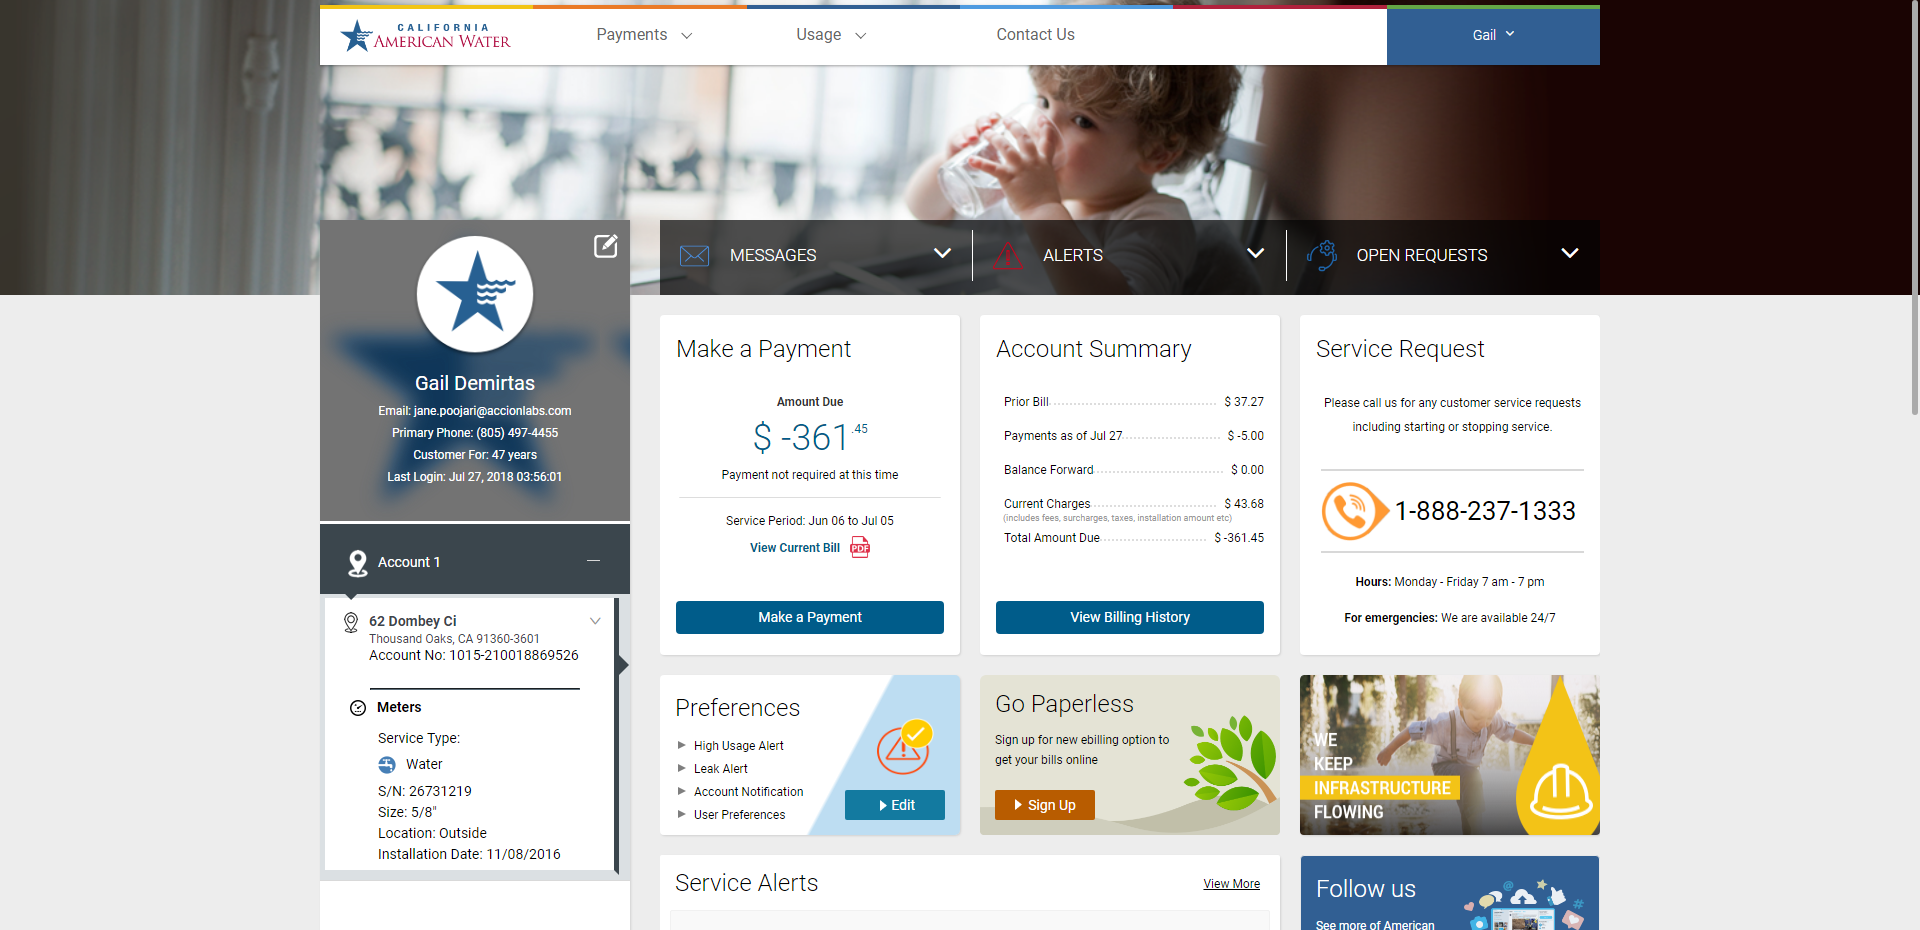 CALIFORNIA
AMERICAN WATER
Payments
Usage
Contact Us
Gail
MESSAGES
ALERTS
OPEN REQUESTS
Gail Demirtas
Email: jane.poojari@accionlabs.com
Primary Phone: (805) 497-4455
Customer For: 47 years
Last Login: Jul 27, 2018 03:56:01
Account 1
62 Dombey Ci
Thousand Oaks, CA 91360-3601
Account No: 1015-210018869526
Meters
Service Type:
Water
S/N: 26731219
Size: 5/8"
Location: Outside
Installation Date: 11/08/2016
Make a Payment
Amount Due
$ -361.45
Payment not required at this time
Service Period: Jun 06 to Jul 05
View Current Bill PDF
Make a Payment
Account Summary
Prior Bill $ 37.27
Payments as of Jul 27 $ -5.00
Balance Forward $ 0.00
Current Charges $ 43.68
(includes fees, surcharges, taxes, installation amount etc)
Total Amount Due $ -361.45
View Billing History
Service Request
Please call us for any customer service requests
including starting or stopping service.
1-888-237-1333
Hours: Monday - Friday 7 am - 7 pm
For emergencies: We are available 24/7
Preferences
High Usage Alert
Leak Alert
Account Notification
User Preferences
Edit
Go Paperless
Sign up for new ebilling option to
get your bills online
Sign Up
WE
KEEP
INFRASTRUCTURE
FLOWING
Service Alerts
View More
Follow us
See more of American